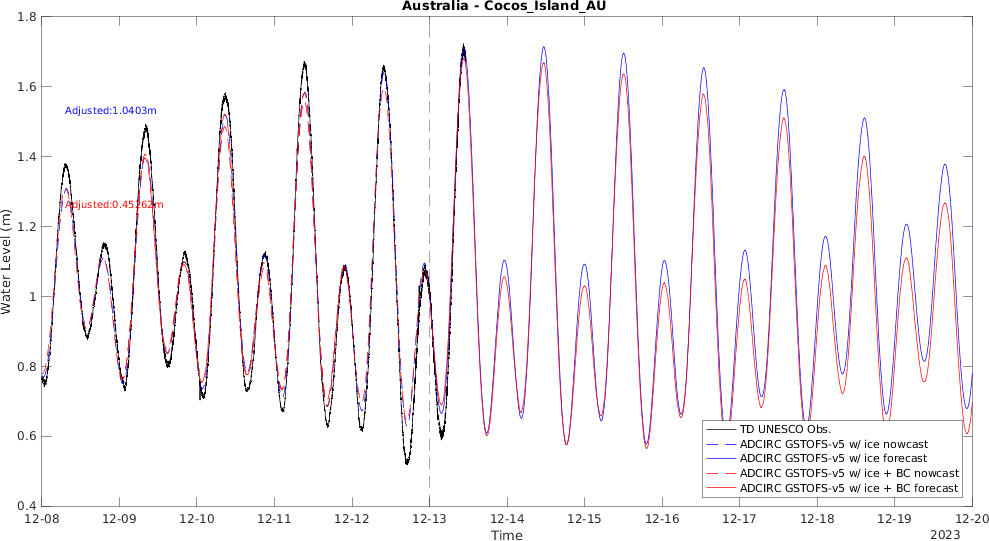 Australia - Cocos_Island_AU
Water Level (m)
1.8
1.6
1.4
1.2
1
0.8
0.6
0.4
Adjusted:1.0403m
Adjusted:0.45262m
TD UNESCO Obs.
ADCIRC GSTOFS-v5 w/ ice nowcast
ADCIRC GSTOFS-v5 w/ ice forecast
ADCIRC GSTOFS-v5 w/ ice + BC nowcast
ADCIRC GSTOFS-v5 w/ ice + BC forecast
12-08 12-09 12-10 12-11 12-12 12-13 12-14 12-15 12-16 12-17 12-18 12-19 12-20
Time
2023